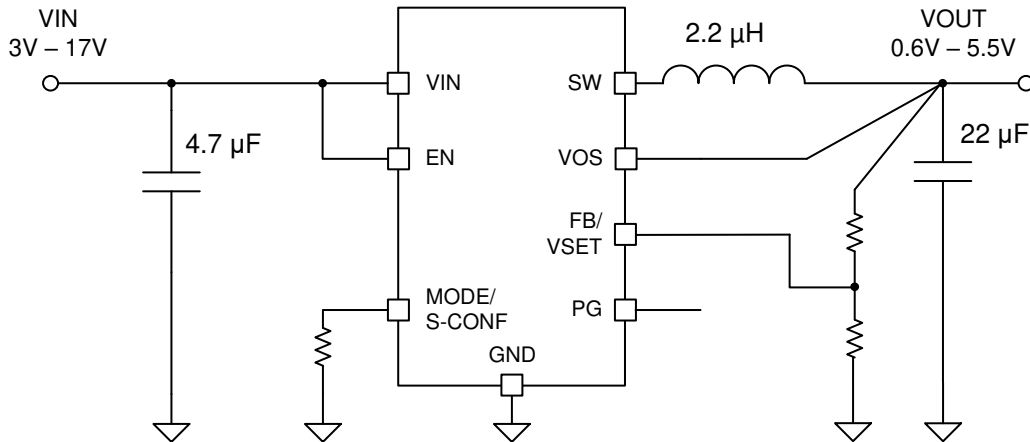 VIN
3V – 17V
4.7 µF
VIN
EN
MODE/
S-CONF
GND
SW
VOS
FB/
VSET
PG
2.2 µH
VOUT
0.6V – 5.5V
22 µF